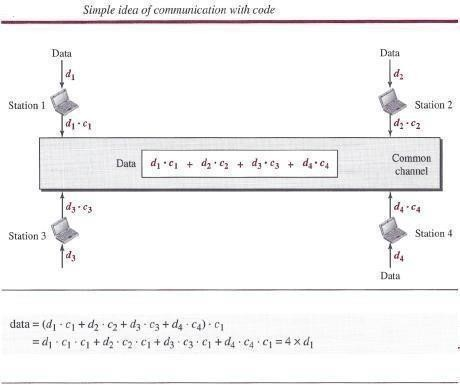 Simple idea of communication with code
Data Data
d₁ d₂
Station 1 Station 2
d₁ · c₁ d₂ · c₂
Data d₁ · c₁ + d₂ · c₂ + d₃ · c₃ + d₄ · c₄ Common
channel
d₃ · c₃ d₄ · c₄
Station 3 Station 4
d₃ d₄
Data
data = (d₁ · c₁ + d₂ · c₂ + d₃ · c₃ + d₄ · c₄) · c₁
= d₁ · c₁ · c₁ + d₂ · c₂ · c₁ + d₃ · c₃ · c₁ + d₄ · c₄ · c₁ = 4 × d₁